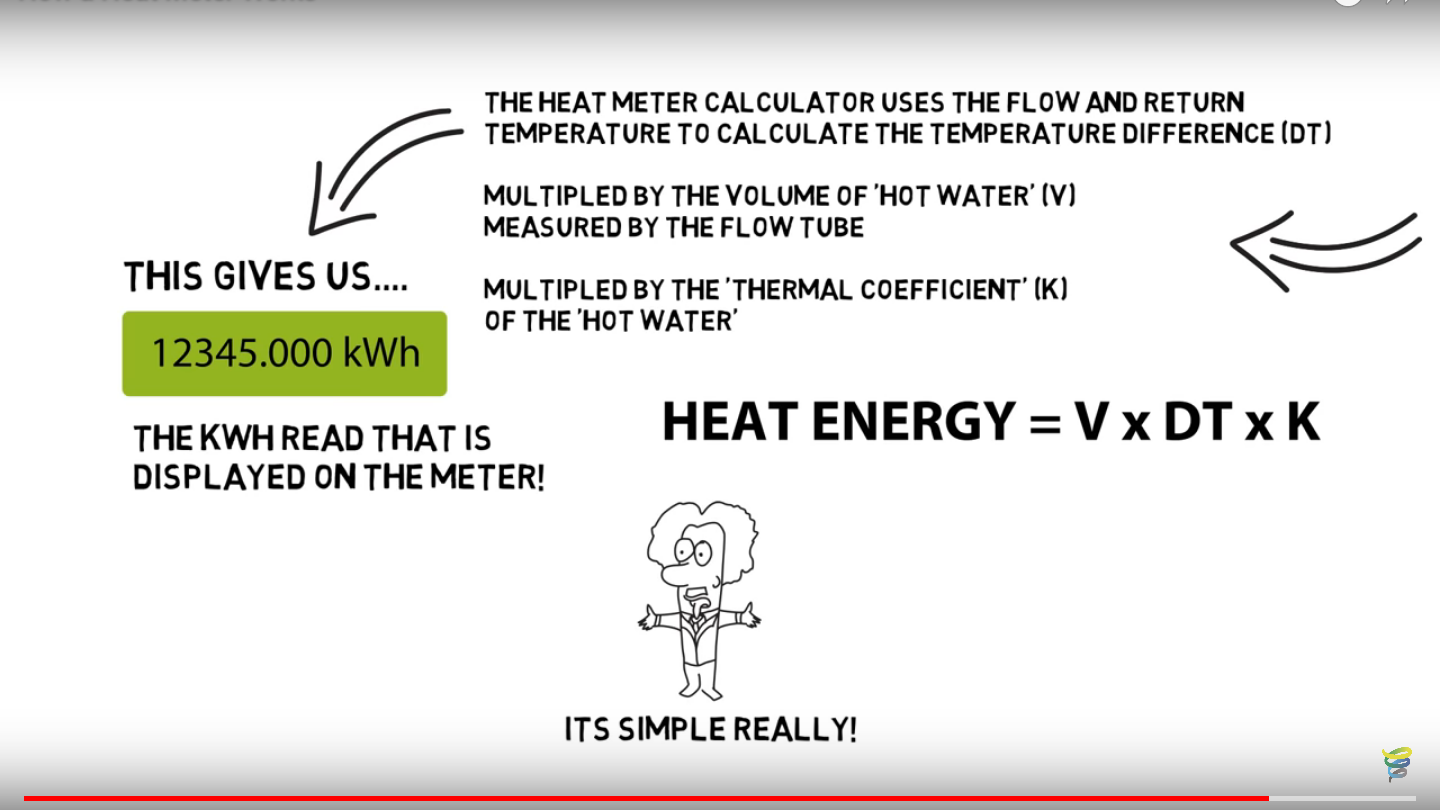 THE HEAT METER CALCULATOR USES THE FLOW AND RETURN
TEMPERATURE TO CALCULATE THE TEMPERATURE DIFFERENCE (DT)
MULTIPLED BY THE VOLUME OF 'HOT WATER' (V)
MEASURED BY THE FLOW TUBE
MULTIPLED BY THE 'THERMAL COEFFICIENT' (K)
OF THE 'HOT WATER'
THIS GIVES US....
12345.000 kWh
THE KWH READ THAT IS
DISPLAYED ON THE METER!
HEAT ENERGY = V x DT x K
ITS SIMPLE REALLY!